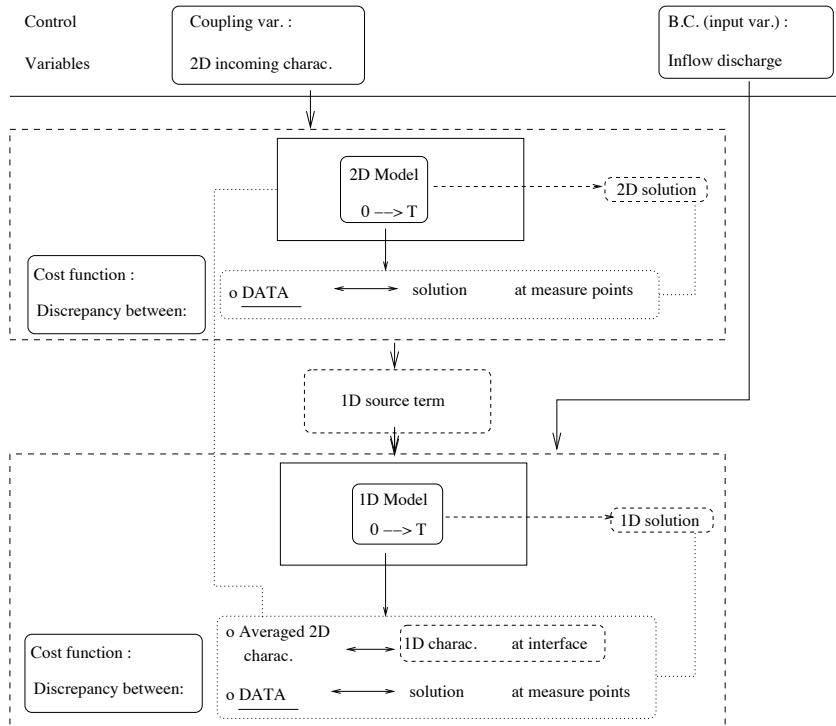 Control
Variables
Coupling var. :
2D incoming charac.
B.C. (input var.) :
Inflow discharge
2D Model
0 −−> T
2D solution
Cost function :
Discrepancy between:
o DATA solution at measure points
1D source term
1D Model
0 −−> T
1D solution
Cost function :
Discrepancy between:
o Averaged 2D
charac.
1D charac. at interface
o DATA solution at measure points